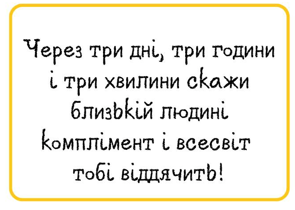 Через три дні, три години
і три хвилини скажи
близькій людині
комплімент і всесвіт
тобі віддячить!